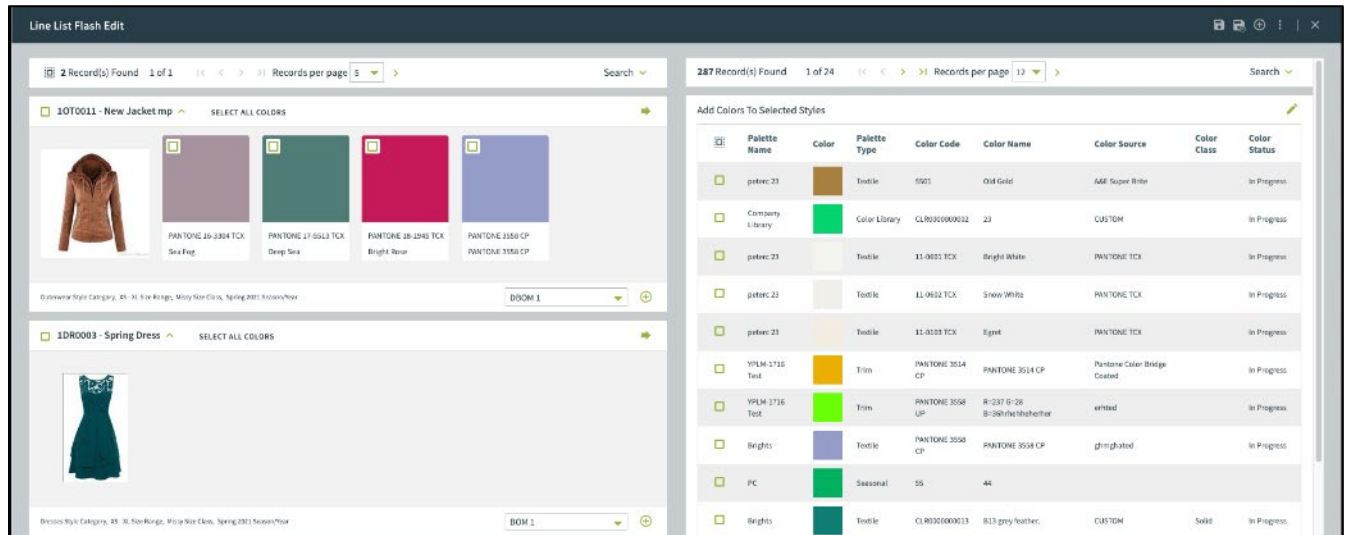 Line List Flash Edit
2 Record(s) Found 1 of 1 Records per page 5 Search
1OT0011 - New Jacket mp SELECT ALL COLORS
PANTONE 16-3304 TCX
Sea Fog
PANTONE 17-5513 TCX
Deep Sea
PANTONE 18-1945 TCX
Bright Rose
PANTONE 3558 CP
PANTONE 3558 CP
Outerwear Style Category, XS - XL Size Range, Missy Size Class, Spring 2021 Season/Year DBOM 1
1DR0003 - Spring Dress SELECT ALL COLORS
Dresses Style Category, XS - XL Size Range, Missy Size Class, Spring 2021 Season/Year BOM 1
287 Record(s) Found 1 of 24 Records per page 12 Search
Add Colors To Selected Styles
Palette Name Color Palette Type Color Code Color Name Color Source Color Class Color Status
peterc 23 Textile 5501 Old Gold A&E Super Brite In Progress
Company Library Color Library CLR0000000002 23 CUSTOM In Progress
peterc 23 Textile 11-0601 TCX Bright White PANTONE TCX In Progress
peterc 23 Textile 11-0602 TCX Snow White PANTONE TCX In Progress
peterc 23 Textile 11-0103 TCX Egret PANTONE TCX In Progress
YPLM-1716 Test Trim PANTONE 3514 CP PANTONE 3514 CP Pantone Color Bridge Coated In Progress
YPLM-1716 Test Trim PANTONE 3558 UP R=237 G=28 erhted In Progress
Brights Textile PANTONE 3558 CP PANTONE 3558 CP ghmghated In Progress
PC Seasonal 55 44 In Progress
Brights Textile CLR0000000013 B13 grey feather. CUSTOM Solid In Progress